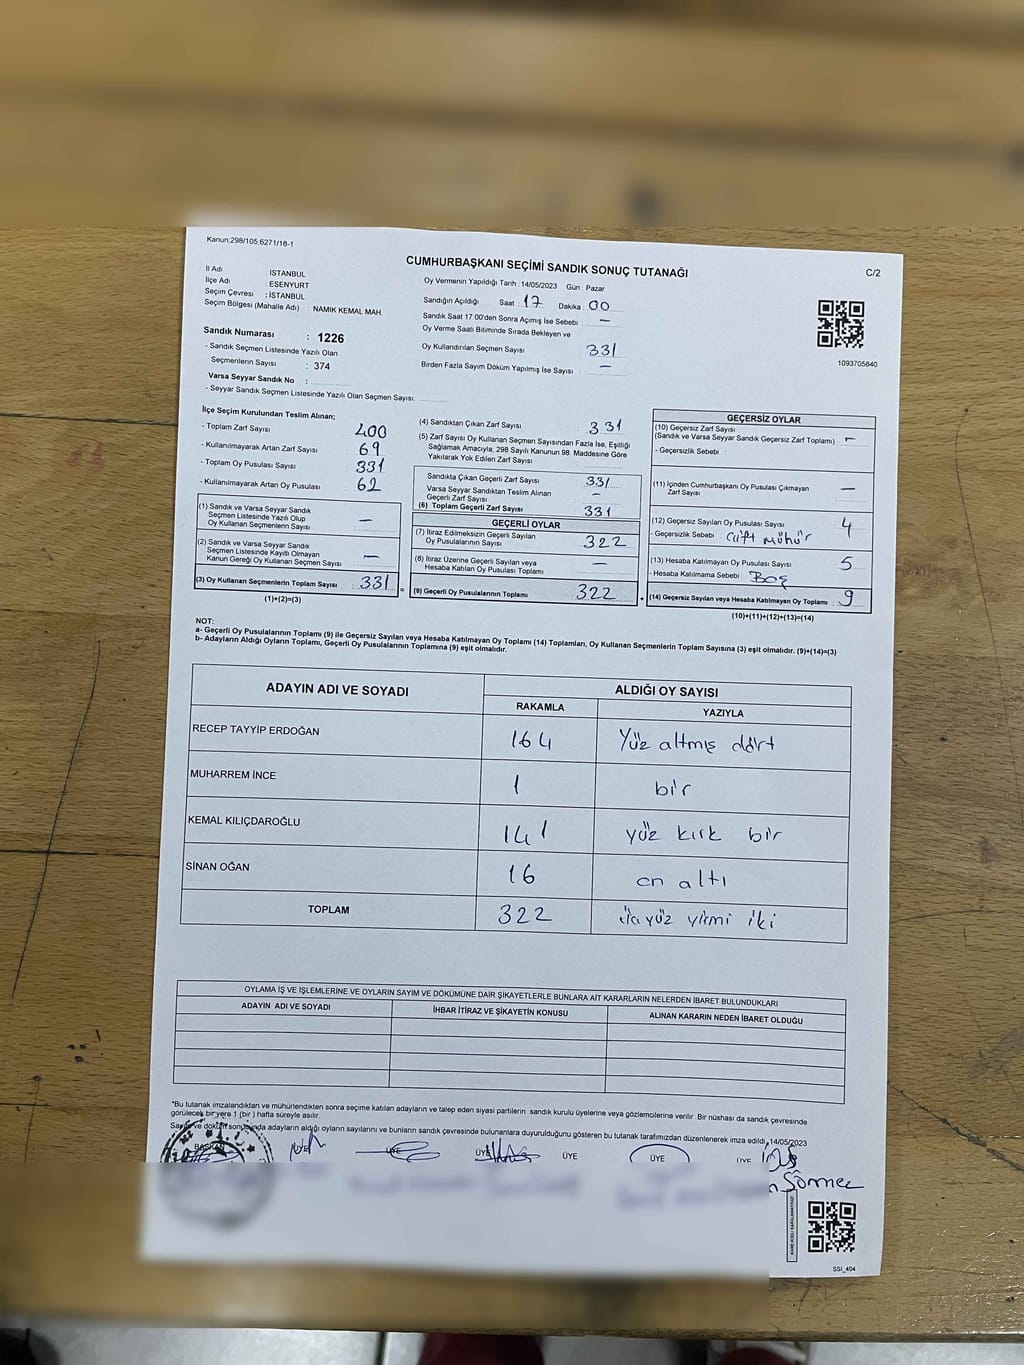 Kanun:298/105;6271/18-1
CUMHURBAŞKANI SEÇİMİ SANDIK SONUÇ TUTANAĞI
C/2
İl Adı : İSTANBUL
İlçe Adı : ESENYURT
Seçim Çevresi : İSTANBUL
Seçim Bölgesi (Mahalle Adı) : NAMIK KEMAL MAH.
Sandık Numarası : 1226
- Sandık Seçmen Listesinde Yazılı Olan
Seçmenlerin Sayısı : 374
Varsa Seyyar Sandık No :
- Seyyar Sandık Seçmen Listesinde Yazılı Olan Seçmen Sayısı:
Oy Vermenin Yapıldığı Tarih :14/05/2023 Gün : Pazar
Sandığın Açıldığı Saat 17 Dakika : 00
Sandık Saat 17:00'den Sonra Açımış İse Sebebi : —
Oy Verme Saati Bitiminde Sırada Bekleyen ve
Oy Kullandırılan Seçmen Sayısı : 331
Birden Fazla Sayım Döküm Yapılmış İse Sayısı : —
1093705840
İlçe Seçim Kurulundan Teslim Alınan;
- Toplam Zarf Sayısı : 400
- Kullanılmayarak Artan Zarf Sayısı : 69
- Toplam Oy Pusulası Sayısı : 331
- Kullanılmayarak Artan Oy Pusulası : 62
(1) Sandık ve Varsa Seyyar Sandık
Seçmen Listesinde Yazılı Olup
Oy Kullanan Seçmenlerin Sayısı : —
(2) Sandık ve Varsa Seyyar Sandık
Seçmen Listesinde Kayıtlı Olmayan
Kanun Gereği Oy Kullanan Seçmen Sayısı : —
(3) Oy Kullanan Seçmenlerin Toplam Sayısı : 331
(1)+(2)=(3)
(4) Sandıktan Çıkan Zarf Sayısı : 331
(5) Zarf Sayısı Oy Kullanan Seçmen Sayısından Fazla İse, Eşitliği
Sağlamak Amacıyla; 298 Sayılı Kanunun 98. Maddesine Göre
Yakılarak Yok Edilen Zarf Sayısı :
Sandıkta Çıkan Geçerli Zarf Sayısı : 331
Varsa Seyyar Sandıktan Teslim Alınan
Geçerli Zarf Sayısı : —
(6) Toplam Geçerli Zarf Sayısı : 331
GEÇERLİ OYLAR
(7) İtiraz Edilmeksizin Geçerli Sayılan
Oy Pusulalarının Sayısı : 322
(8) İtiraz Üzerine Geçerli Sayılan veya
Hesaba Katılan Oy Pusulası Toplamı : —
(9) Geçerli Oy Pusulalarının Toplamı : 322
GEÇERSİZ OYLAR
(10) Geçersiz Zarf Sayısı
(Sandık ve Varsa Seyyar Sandık Geçersiz Zarf Toplamı) : —
- Geçersizlik Sebebi :
(11) İçinden Cumhurbaşkanı Oy Pusulası Çıkmayan
Zarf Sayısı : —
(12) Geçersiz Sayılan Oy Pusulası Sayısı : 4
- Geçersizlik Sebebi : Çift mühür
(13) Hesaba Katılmayan Oy Pusulası Sayısı : 5
- Hesaba Katılmama Sebebi : Boş
(14) Geçersiz Sayılan veya Hesaba Katılmayan Oy Toplamı : 9
(10)+(11)+(12)+(13)=(14)
NOT:
a- Geçerli Oy Pusulalarının Toplamı (9) ile Geçersiz Sayılan veya Hesaba Katılmayan Oy Toplamı (14) Toplamları, Oy Kullanan Seçmenlerin Toplam Sayısına (3) eşit olmalıdır. (9)+(14)=(3)
b- Adayların Aldığı Oyların Toplamı, Geçerli Oy Pusulalarının Toplamına (9) eşit olmalıdır.
ADAYIN ADI VE SOYADI
ALDIĞI OY SAYISI
RAKAMLA YAZIYLA
RECEP TAYYİP ERDOĞAN 164 Yüz altmış dört
MUHARREM İNCE 1 bir
KEMAL KILIÇDAROĞLU 141 yüz kırk bir
SİNAN OĞAN 16 on altı
TOPLAM 322 üçyüz yirmi iki
OYLAMA İŞ VE İŞLEMLERİNE VE OYLARIN SAYIM VE DÖKÜMÜNE DAİR ŞİKAYETLERLE BUNLARA AİT KARARLARIN NELERDEN İBARET BULUNDUKLARI
ADAYIN ADI VE SOYADI İHBAR İTİRAZ VE ŞİKAYETİN KONUSU ALINAN KARARIN NEDEN İBARET OLDUĞU
"Bu tutanak imzalandıktan ve mühürlendikten sonra seçime katılan adayların ve talep eden siyasi partilerin sandık kurulu üyelerine veya gözlemcilerine verilir. Bir nüshası da sandık çevresinde
görülecek bir yere 1 (bir) hafta süreyle asılır.
Sayım ve döküm sonucunda adayların aldığı oyların sayılarını ve bunların sandık çevresinde bulunanlara duyurulduğunu gösteren bu tutanak tarafımızdan düzenlenerek imza edildi. 14/05/2023
BAŞKAN ÜYE ÜYE ÜYE ÜYE ÜYE
SSİ_404